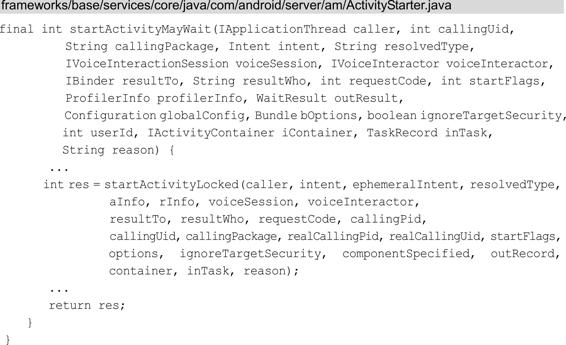 frameworks/base/services/core/java/com/android/server/am/ActivityStarter.java
final int startActivityMayWait(IApplicationThread caller, int callingUid,
String callingPackage, Intent intent, String resolvedType,
IVoiceInteractionSession voiceSession, IVoiceInteractor voiceInteractor,
IBinder resultTo, String resultWho, int requestCode, int startFlags,
ProfilerInfo profilerInfo, WaitResult outResult,
Configuration globalConfig, Bundle bOptions, boolean ignoreTargetSecurity,
int userId, IActivityContainer iContainer, TaskRecord inTask,
String reason) {
...
int res = startActivityLocked(caller, intent, ephemeralIntent, resolvedType,
aInfo, rInfo, voiceSession, voiceInteractor,
resultTo, resultWho, requestCode, callingPid,
callingUid, callingPackage, realCallingPid, realCallingUid, startFlags,
options, ignoreTargetSecurity, componentSpecified, outRecord,
container, inTask, reason);
...
return res;
}
}